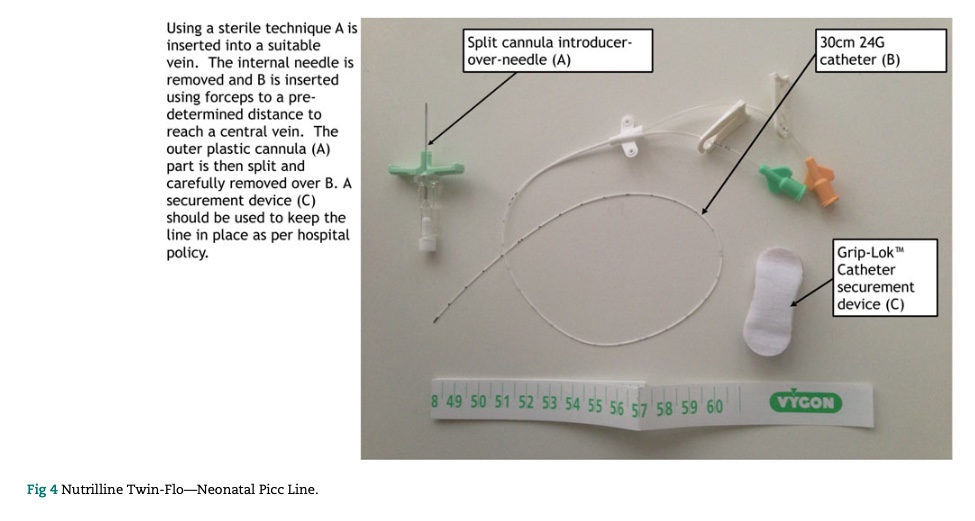 Using a sterile technique A is
inserted into a suitable
vein. The internal needle is
removed and B is inserted
using forceps to a pre-
determined distance to
reach a central vein. The
outer plastic cannula (A)
part is then split and
carefully removed over B. A
securement device (C)
should be used to keep the
line in place as per hospital
policy.
Split cannula introducer-
over-needle (A)
30cm 24G
catheter (B)
Grip-Lok™
Catheter
securement
device (C)
8 49 50 51 52 53 54 55 56 57 58 59 60
VYGON
Fig 4 Nutrilline Twin-Flo—Neonatal Picc Line.